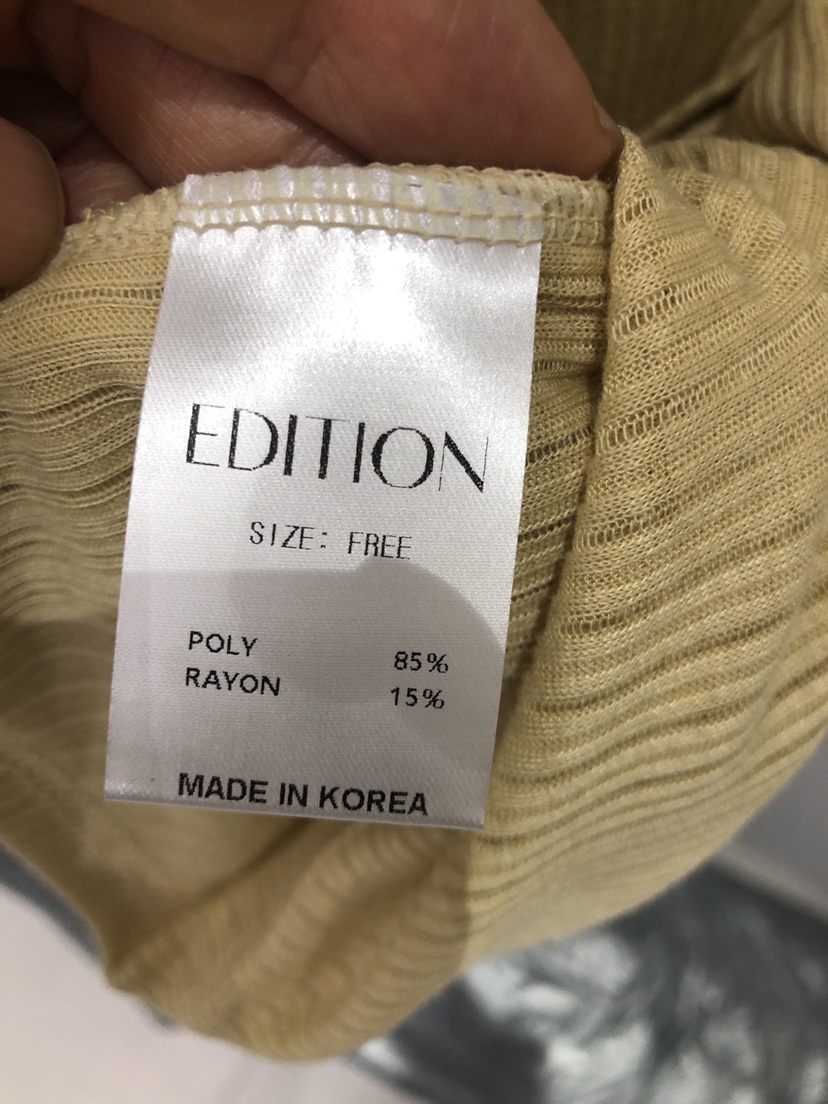 EDITION
SIZE: FREE
POLY 85%
RAYON 15%
MADE IN KOREA